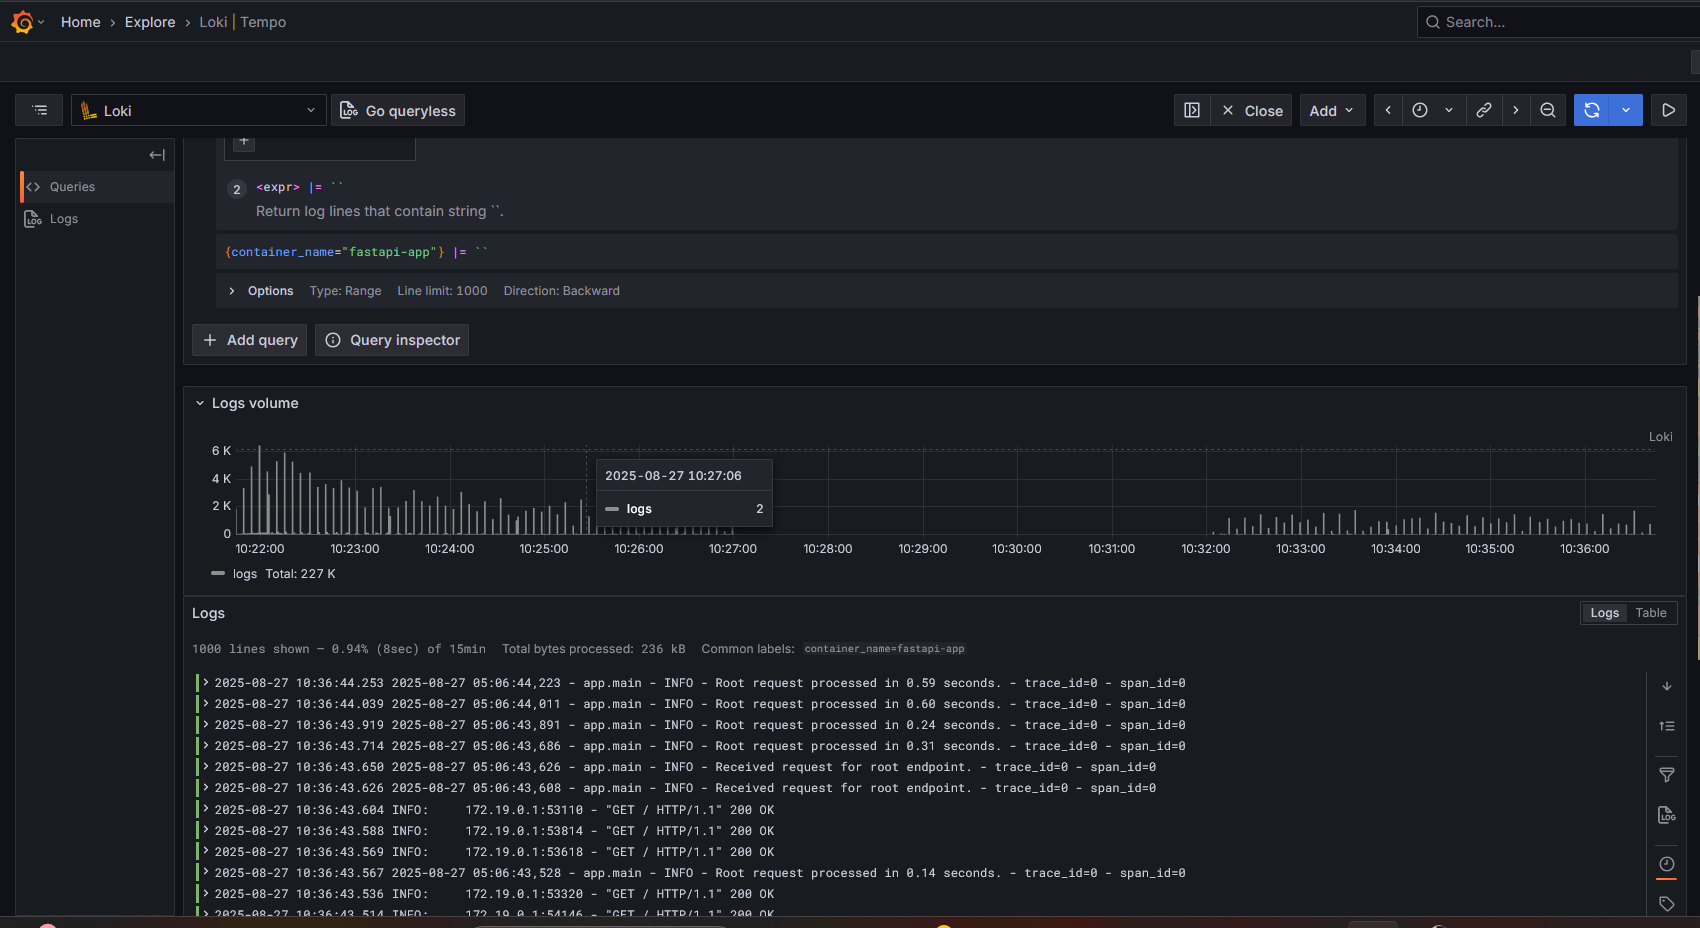 Home › Explore › Loki | Tempo
Search...
Loki
Go queryless
Close
Add
Queries
Logs
2 <expr> |= ``
Return log lines that contain string ``.
{container_name="fastapi-app"} |= ``
Options Type: Range Line limit: 1000 Direction: Backward
+ Add query
Query inspector
Logs volume
Loki
6 K
4 K
2 K
0
2025-08-27 10:27:06
logs 2
10:22:00 10:23:00 10:24:00 10:25:00 10:26:00 10:27:00 10:28:00 10:29:00 10:30:00 10:31:00 10:32:00 10:33:00 10:34:00 10:35:00 10:36:00
logs Total: 227 K
Logs
Logs Table
1000 lines shown — 0.94% (8sec) of 15min Total bytes processed: 236 kB Common labels: container_name=fastapi-app
2025-08-27 10:36:44.253 2025-08-27 05:06:44,223 - app.main - INFO - Root request processed in 0.59 seconds. - trace_id=0 - span_id=0
2025-08-27 10:36:44.039 2025-08-27 05:06:44,011 - app.main - INFO - Root request processed in 0.60 seconds. - trace_id=0 - span_id=0
2025-08-27 10:36:43.919 2025-08-27 05:06:43,891 - app.main - INFO - Root request processed in 0.24 seconds. - trace_id=0 - span_id=0
2025-08-27 10:36:43.714 2025-08-27 05:06:43,686 - app.main - INFO - Root request processed in 0.31 seconds. - trace_id=0 - span_id=0
2025-08-27 10:36:43.650 2025-08-27 05:06:43,626 - app.main - INFO - Received request for root endpoint. - trace_id=0 - span_id=0
2025-08-27 10:36:43.626 2025-08-27 05:06:43,608 - app.main - INFO - Received request for root endpoint. - trace_id=0 - span_id=0
2025-08-27 10:36:43.604 INFO: 172.19.0.1:53110 - "GET / HTTP/1.1" 200 OK
2025-08-27 10:36:43.588 INFO: 172.19.0.1:53814 - "GET / HTTP/1.1" 200 OK
2025-08-27 10:36:43.569 INFO: 172.19.0.1:53618 - "GET / HTTP/1.1" 200 OK
2025-08-27 10:36:43.567 2025-08-27 05:06:43,528 - app.main - INFO - Root request processed in 0.14 seconds. - trace_id=0 - span_id=0
2025-08-27 10:36:43.536 INFO: 172.19.0.1:53320 - "GET / HTTP/1.1" 200 OK
2025-08-27 10:36:43.514 INFO: 172.19.0.1:54146 - "GET / HTTP/1.1" 200 OK